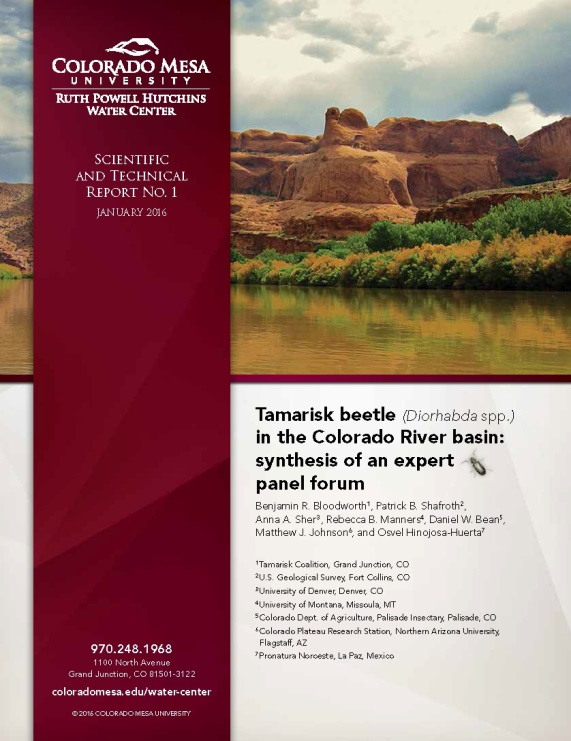 COLORADO MESA
UNIVERSITY
RUTH POWELL HUTCHINS
WATER CENTER
SCIENTIFIC
AND TECHNICAL
REPORT NO. 1
JANUARY 2016
Tamarisk beetle (Diorhabda spp.)
in the Colorado River basin:
synthesis of an expert
panel forum
Benjamin R. Bloodworth¹, Patrick B. Shafroth²,
Anna A. Sher³, Rebecca B. Manners⁴, Daniel W. Bean⁵,
Matthew J. Johnson⁶, and Osvel Hinojosa-Huerta⁷
¹Tamarisk Coalition, Grand Junction, CO
²U.S. Geological Survey, Fort Collins, CO
³University of Denver, Denver, CO
⁴University of Montana, Missoula, MT
⁵Colorado Dept. of Agriculture, Palisade Insectary, Palisade, CO
⁶Colorado Plateau Research Station, Northern Arizona University,
Flagstaff, AZ
⁷Pronatura Noroeste, La Paz, Mexico
970.248.1968
1100 North Avenue
Grand Junction, CO 81501-3122
coloradomesa.edu/water-center
© 2016 COLORADO MESA UNIVERSITY